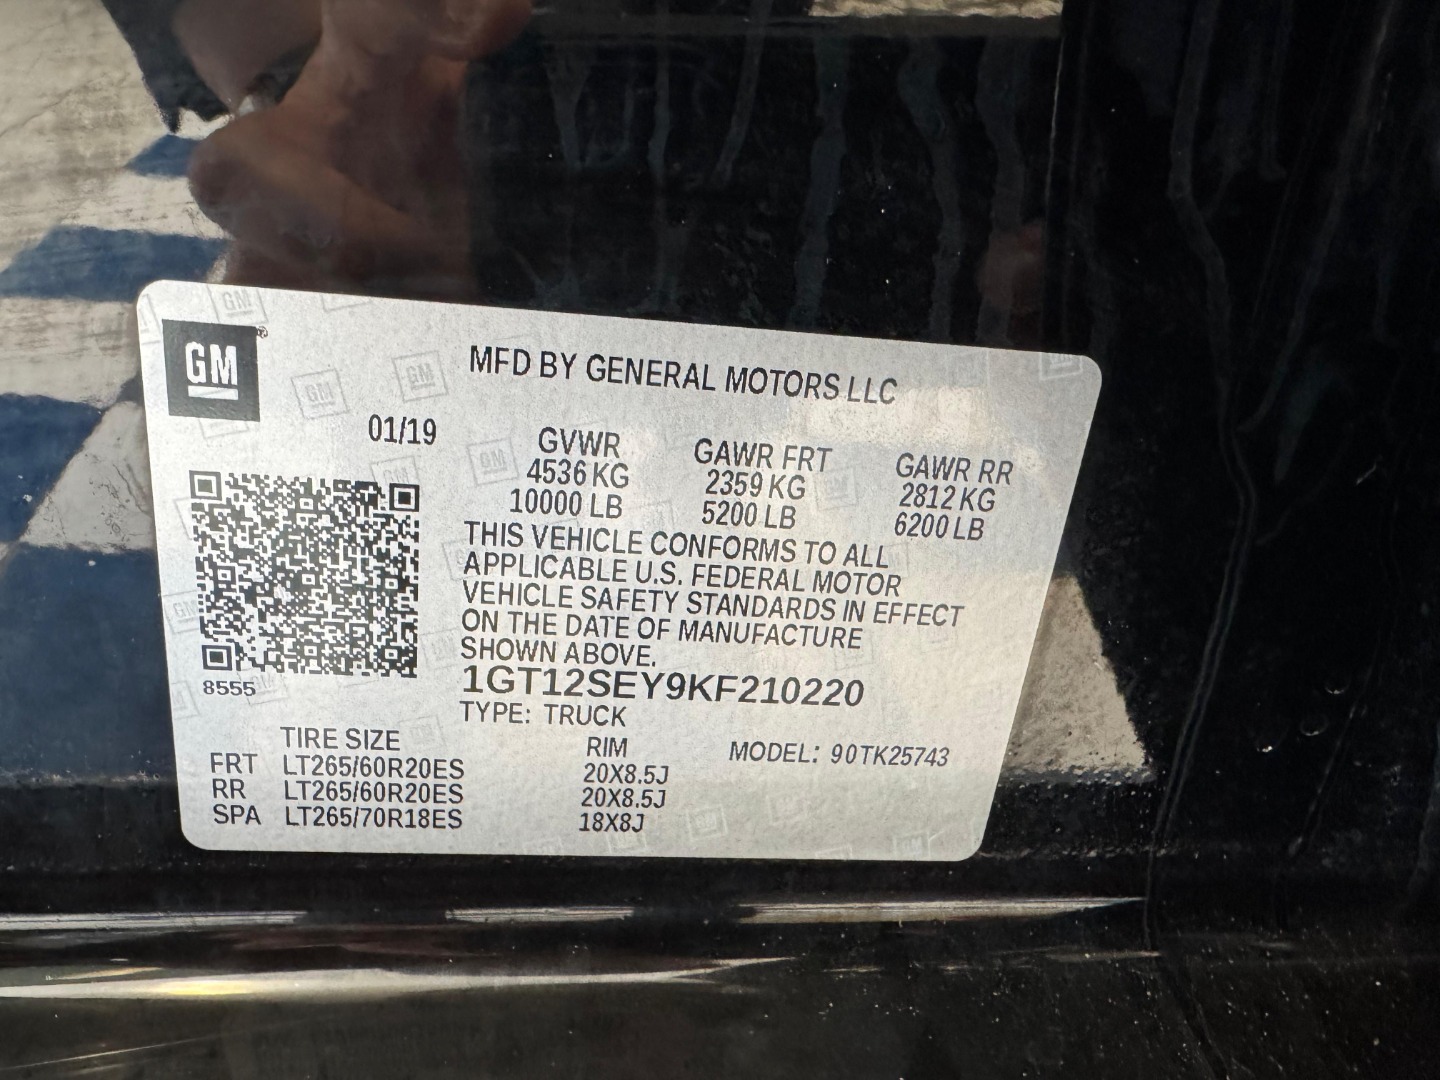 GM
MFD BY GENERAL MOTORS LLC
01/19
GVWR GAWR FRT GAWR RR
4536 KG 2359 KG 2812 KG
10000 LB 5200 LB 6200 LB
THIS VEHICLE CONFORMS TO ALL
APPLICABLE U.S. FEDERAL MOTOR
VEHICLE SAFETY STANDARDS IN EFFECT
ON THE DATE OF MANUFACTURE
SHOWN ABOVE.
8555
1GT12SEY9KF210220
TYPE: TRUCK
TIRE SIZE RIM MODEL: 90TK25743
FRT LT265/60R20ES 20X8.5J
RR LT265/60R20ES 20X8.5J
SPA LT265/70R18ES 18X8J